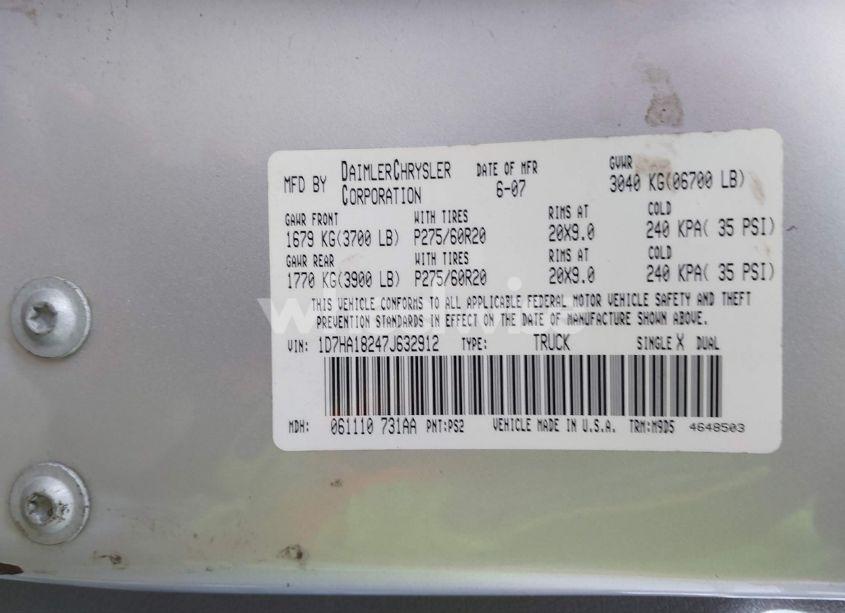 MFD BY DAIMLERCHRYSLER CORPORATION DATE OF MFR 6-07 GVWR 3040 KG(06700 LB)
GAWR FRONT WITH TIRES RIMS AT COLD
1679 KG(3700 LB) P275/60R20 20X9.0 240 KPA( 35 PSI)
GAWR REAR WITH TIRES RIMS AT COLD
1770 KG(3900 LB) P275/60R20 20X9.0 240 KPA( 35 PSI)
THIS VEHICLE CONFORMS TO ALL APPLICABLE FEDERAL MOTOR VEHICLE SAFETY AND THEFT
PREVENTION STANDARDS IN EFFECT ON THE DATE OF MANUFACTURE SHOWN ABOVE.
VIN: 1D7HA18247J632912 TYPE: TRUCK SINGLE X DUAL
MDH: 061110 731AA PNT:PS2 VEHICLE MADE IN U.S.A. TRM:M9D5 4648503